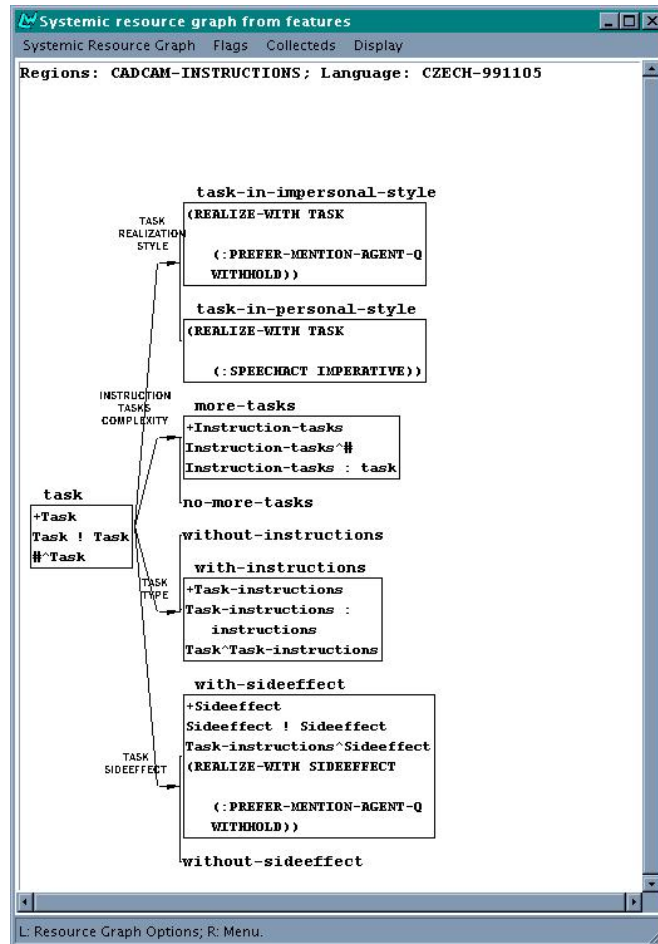 Systemic resource graph from features
Systemic Resource Graph Flags Collecteds Display
Regions: CADCAM-INSTRUCTIONS; Language: CZECH-991105
task-in-impersonal-style
(REALIZE-WITH TASK
(:PREFER-MENTION-AGENT-Q
WITHHOLD))
TASK
REALIZATION
STYLE
task-in-personal-style
(REALIZE-WITH TASK
(:SPEECHACT IMPERATIVE))
INSTRUCTION
TASKS
COMPLEXITY
more-tasks
+Instruction-tasks
Instruction-tasks^#
Instruction-tasks : task
no-more-tasks
task
+Task
Task ! Task
#^Task
without-instructions
TASK
TYPE
with-instructions
+Task-instructions
Task-instructions :
instructions
Task^Task-instructions
with-sideeffect
+Sideeffect
Sideeffect ! Sideeffect
Task-instructions^Sideeffect
(REALIZE-WITH SIDEEFFECT
(:PREFER-MENTION-AGENT-Q
WITHHOLD))
TASK
SIDEEFFECT
without-sideeffect
L: Resource Graph Options; R: Menu.